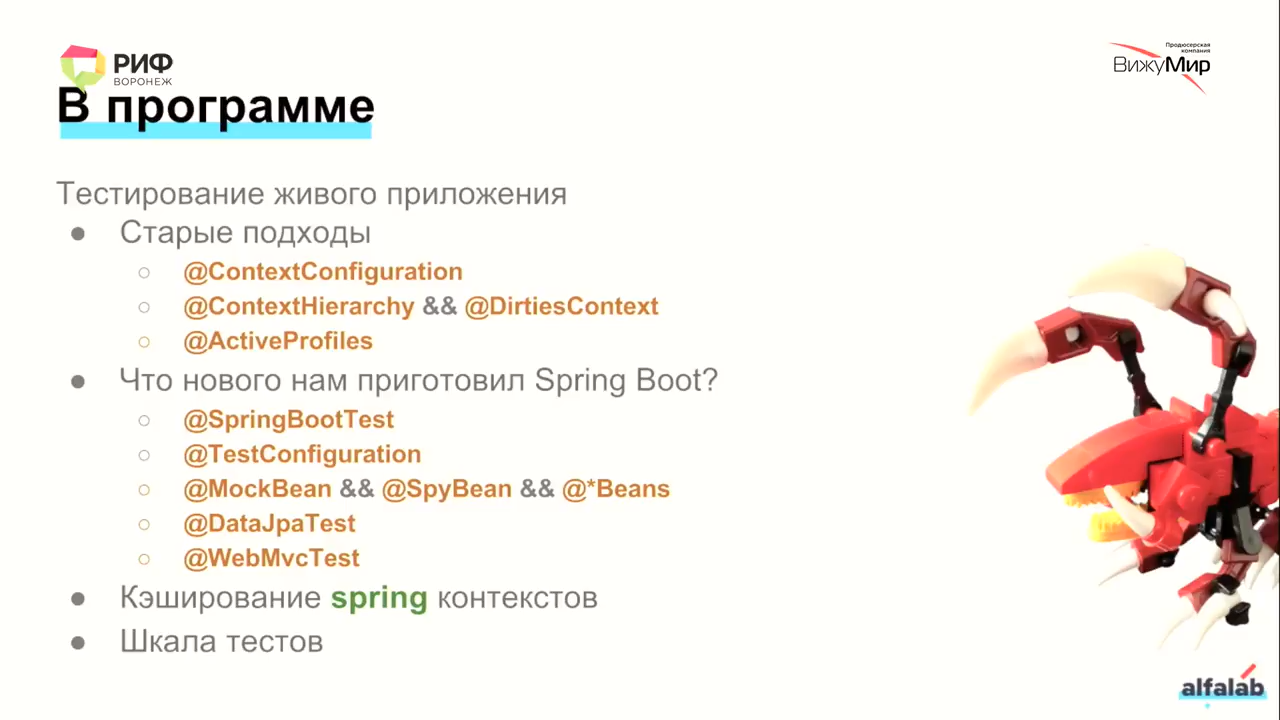 РИФ
ВОРОНЕЖ
Продюсерская
компания
ВижуМир
В программе
Тестирование живого приложения
● Старые подходы
○ @ContextConfiguration
○ @ContextHierarchy && @DirtiesContext
○ @ActiveProfiles
● Что нового нам приготовил Spring Boot?
○ @SpringBootTest
○ @TestConfiguration
○ @MockBean && @SpyBean && @*Beans
○ @DataJpaTest
○ @WebMvcTest
● Кэширование spring контекстов
● Шкала тестов
alfalab